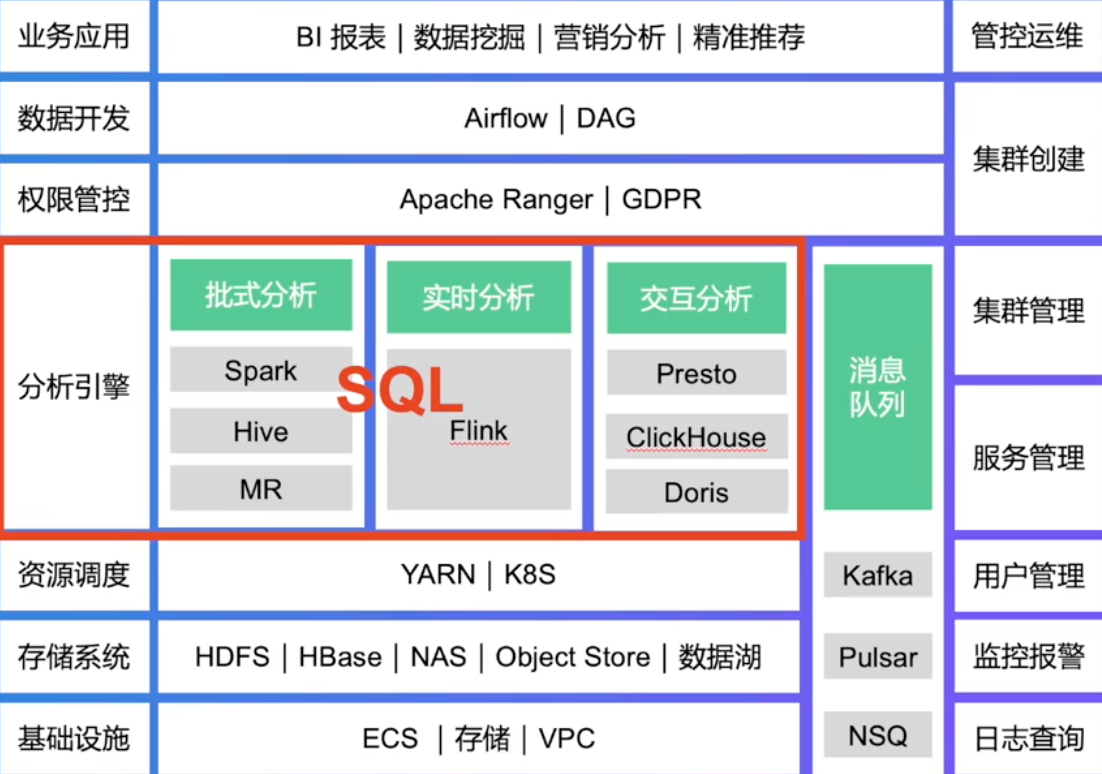 业务应用
BI 报表 | 数据挖掘 | 营销分析 | 精准推荐
管控运维
数据开发
Airflow | DAG
集群创建
权限管控
Apache Ranger | GDPR
分析引擎
批式分析
Spark
Hive
MR
SQL
实时分析
Flink
交互分析
Presto
ClickHouse
Doris
消息
队列
Kafka
Pulsar
NSQ
集群管理
服务管理
资源调度
YARN | K8S
用户管理
存储系统
HDFS | HBase | NAS | Object Store | 数据湖
监控报警
基础设施
ECS | 存储 | VPC
日志查询